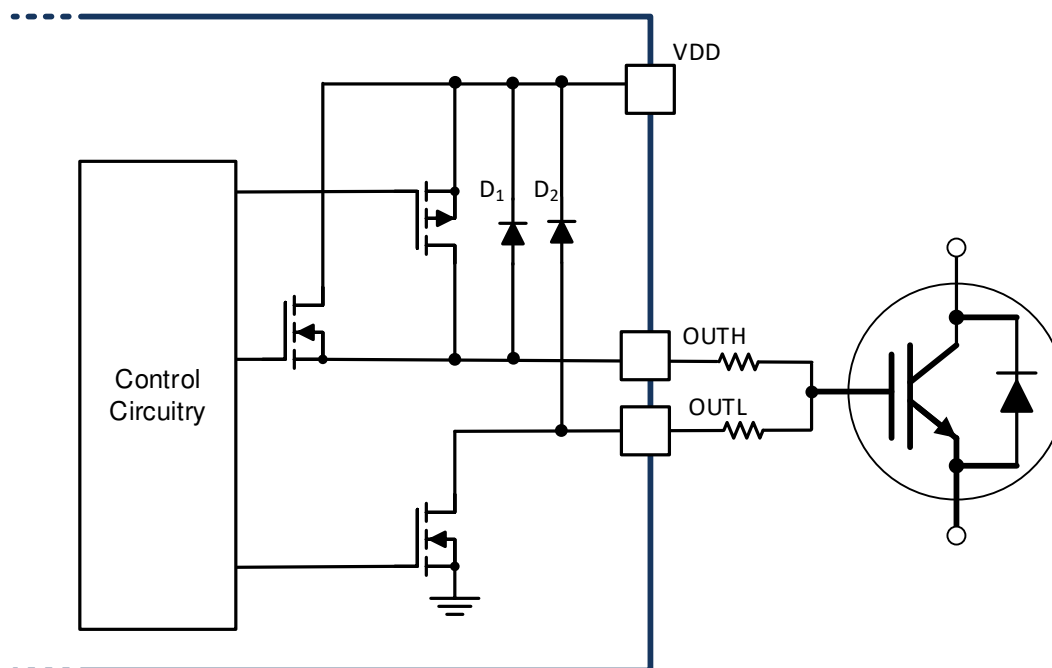 VDD
D₁
D₂
OUTH
Control
Circuitry
OUTL